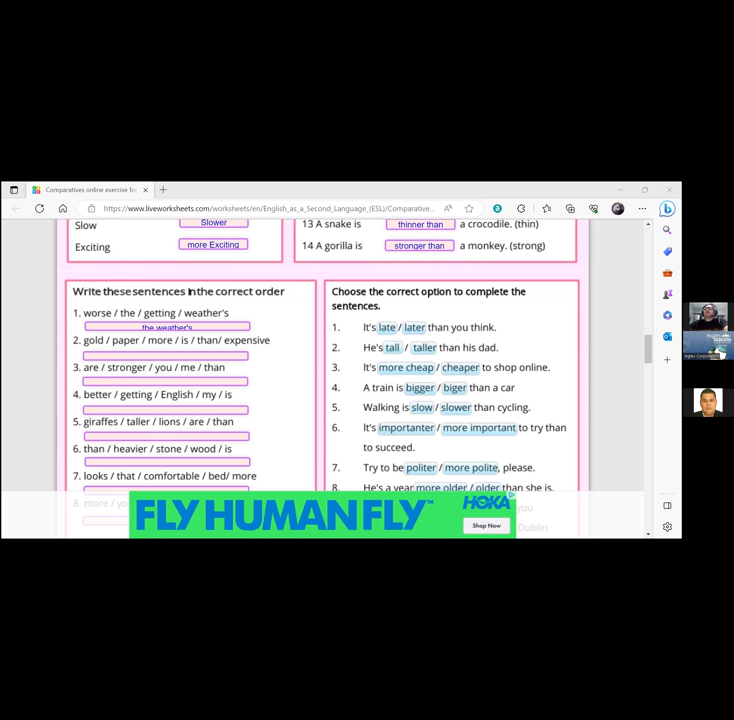 Comparatives online exercise fo
https://www.liveworksheets.com/worksheets/en/English_as_a_Second_Language_(ESL)/Comparative...
Slow
Slower
Exciting
more Exciting
13 A snake is thinner than a crocodile. (thin)
14 A gorilla is stronger than a monkey. (strong)
Write these sentences in the correct order
1. worse / the / getting / weather's
the weather's
2. gold / paper / more / is / than/ expensive
3. are / stronger / you / me / than
4. better / getting / English / my / is
5. giraffes / taller / lions / are / than
6. than / heavier / stone / wood / is
7. looks / that / comfortable / bed/ more
8. more / yo
Choose the correct option to complete the
sentences.
1. It's late / later than you think.
2. He's tall / taller than his dad.
3. It's more cheap / cheaper to shop online.
4. A train is bigger / biger than a car
5. Walking is slow / slower than cycling.
6. It's importanter / more important to try than
to succeed.
7. Try to be politer / more polite, please.
8. He's a year more older / older than she is.
you
Dublin
FLY HUMAN FLY™
HOKA
Shop Now